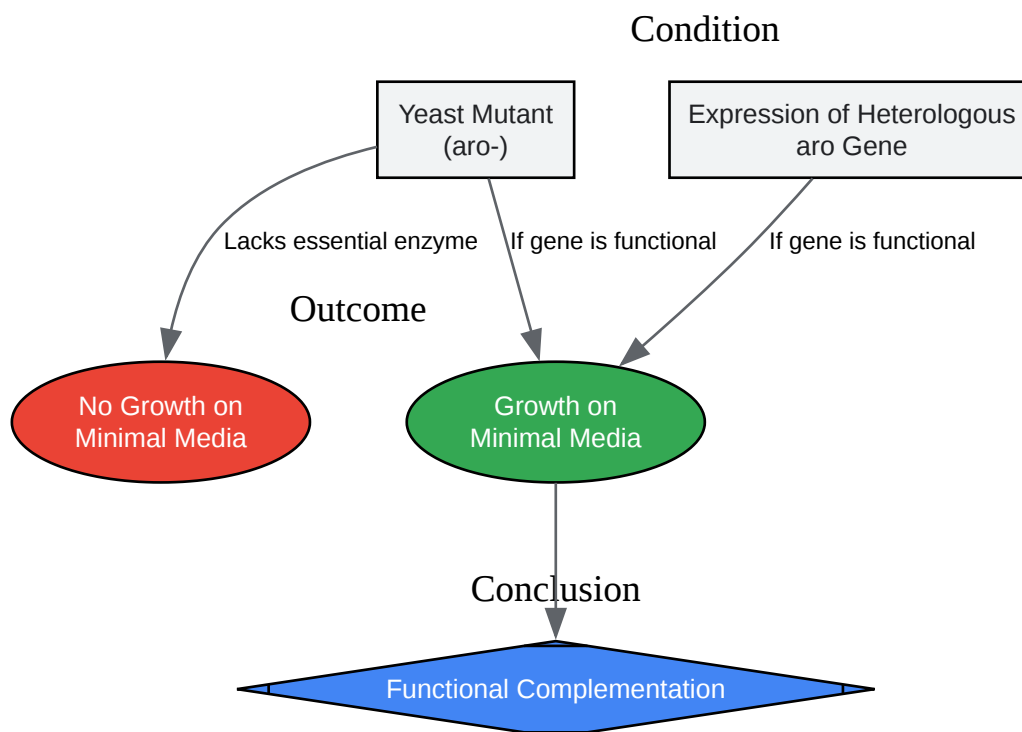 Condition
Yeast Mutant
(aro-)
Expression of Heterologous
aro Gene
Lacks essential enzyme
If gene is functional
If gene is functional
Outcome
No Growth on
Minimal Media
Growth on
Minimal Media
Conclusion
Functional Complementation